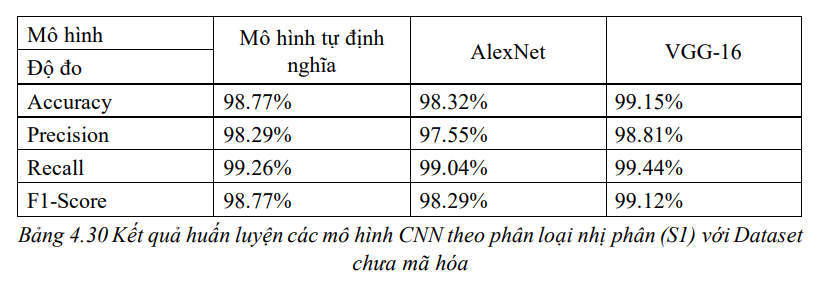 Mô hình
Độ đo
Mô hình tự định
nghĩa
AlexNet
VGG-16
Accuracy 98.77% 98.32% 99.15%
Precision 98.29% 97.55% 98.81%
Recall 99.26% 99.04% 99.44%
F1-Score 98.77% 98.29% 99.12%
Bảng 4.30 Kết quả huấn luyện các mô hình CNN theo phân loại nhị phân (S1) với Dataset
chưa mã hóa